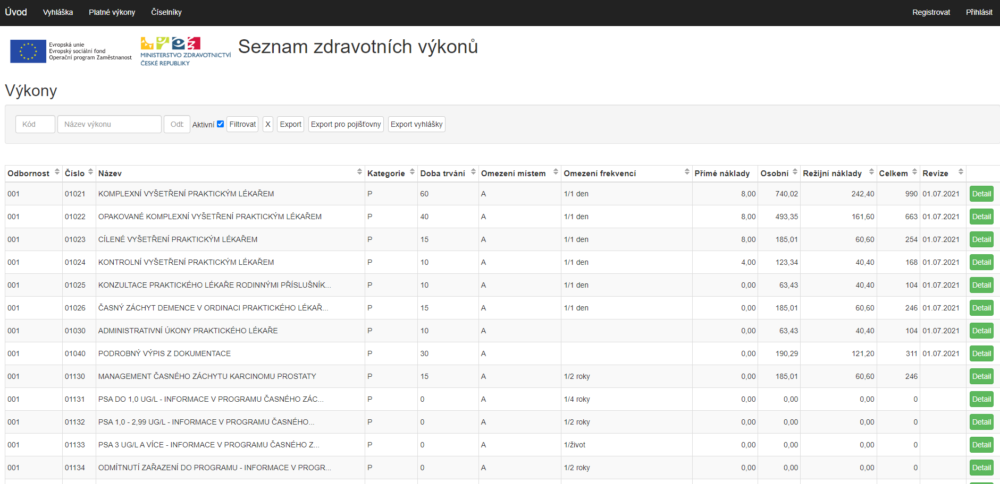 Úvod Vyhláška Platné výkony Číselníky Registrovat Přihlásit
Evropská unie
Evropský sociální fond
Operační program Zaměstnanost
MINISTERSTVO ZDRAVOTNICTVÍ
ČESKÉ REPUBLIKY
Seznam zdravotních výkonů
Výkony
Kód Název výkonu Odt Aktivní Filtrovat X Export Export pro pojišťovny Export vyhlášky
Odbornost Číslo Název Kategorie Doba trvání Omezení místem Omezení frekvencí Přímé náklady Osobní Režijní náklady Celkem Revize
001 01021 KOMPLEXNÍ VYŠETŘENÍ PRAKTICKÝM LÉKAŘEM P 60 A 1/1 den 8,00 740,02 242,40 990 01.07.2021 Detail
001 01022 OPAKOVANÉ KOMPLEXNÍ VYŠETŘENÍ PRAKTICKÝM LÉKAŘEM P 40 A 1/1 den 8,00 493,35 161,60 663 01.07.2021 Detail
001 01023 CÍLENÉ VYŠETŘENÍ PRAKTICKÝM LÉKAŘEM P 15 A 1/1 den 8,00 185,01 60,60 254 01.07.2021 Detail
001 01024 KONTROLNÍ VYŠETŘENÍ PRAKTICKÝM LÉKAŘEM P 10 A 1/1 den 4,00 123,34 40,40 168 01.07.2021 Detail
001 01025 KONZULTACE PRAKTICKÉHO LÉKAŘE RODINNÝMI PŘÍSLUŠNÍK... P 10 A 1/1 den 0,00 63,43 40,40 104 01.07.2021 Detail
001 01026 ČASNÝ ZÁCHYT DEMENCE V ORDINACI PRAKTICKÉHO LÉKAŘ... P 15 A 1/1 den 0,00 185,01 60,60 246 01.07.2021 Detail
001 01030 ADMINISTRATIVNÍ ÚKONY PRAKTICKÉHO LÉKAŘE P 10 A 0,00 63,43 40,40 104 01.07.2021 Detail
001 01040 PODROBNÝ VÝPIS Z DOKUMENTACE P 30 A 0,00 190,29 121,20 311 01.07.2021 Detail
001 01130 MANAGEMENT ČASNÉHO ZÁCHYTU KARCINOMU PROSTATY P 15 A 1/2 roky 0,00 185,01 60,60 246 Detail
001 01131 PSA DO 1,0 UG/L - INFORMACE V PROGRAMU ČASNÉHO ZÁC... P 0 A 1/4 roky 0,00 0,00 0,00 0 Detail
001 01132 PSA 1,0 - 2,99 UG/L - INFORMACE V PROGRAMU ČASNÉHO... P 0 A 1/2 roky 0,00 0,00 0,00 0 Detail
001 01133 PSA 3 UG/L A VÍCE - INFORMACE V PROGRAMU ČASNÉHO Z... P 0 A 1/život 0,00 0,00 0,00 0 Detail
001 01134 ODMÍTNUTÍ ZAŘAZENÍ DO PROGRAMU - INFORMACE V PROGR... P 0 A 1/2 roky 0,00 0,00 0,00 0 Detail